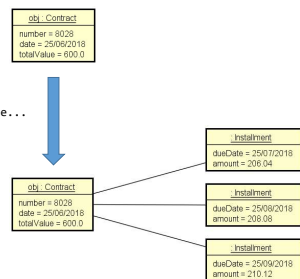 obj : Contract
number = 8028
date = 25/06/2018
totalValue = 600.0
e...
obj : Contract
number = 8028
date = 25/06/2018
totalValue = 600.0
: Installment
dueDate = 25/07/2018
amount = 206.04
: Installment
dueDate = 25/08/2018
amount = 208.08
: Installment
dueDate = 25/09/2018
amount = 210.12